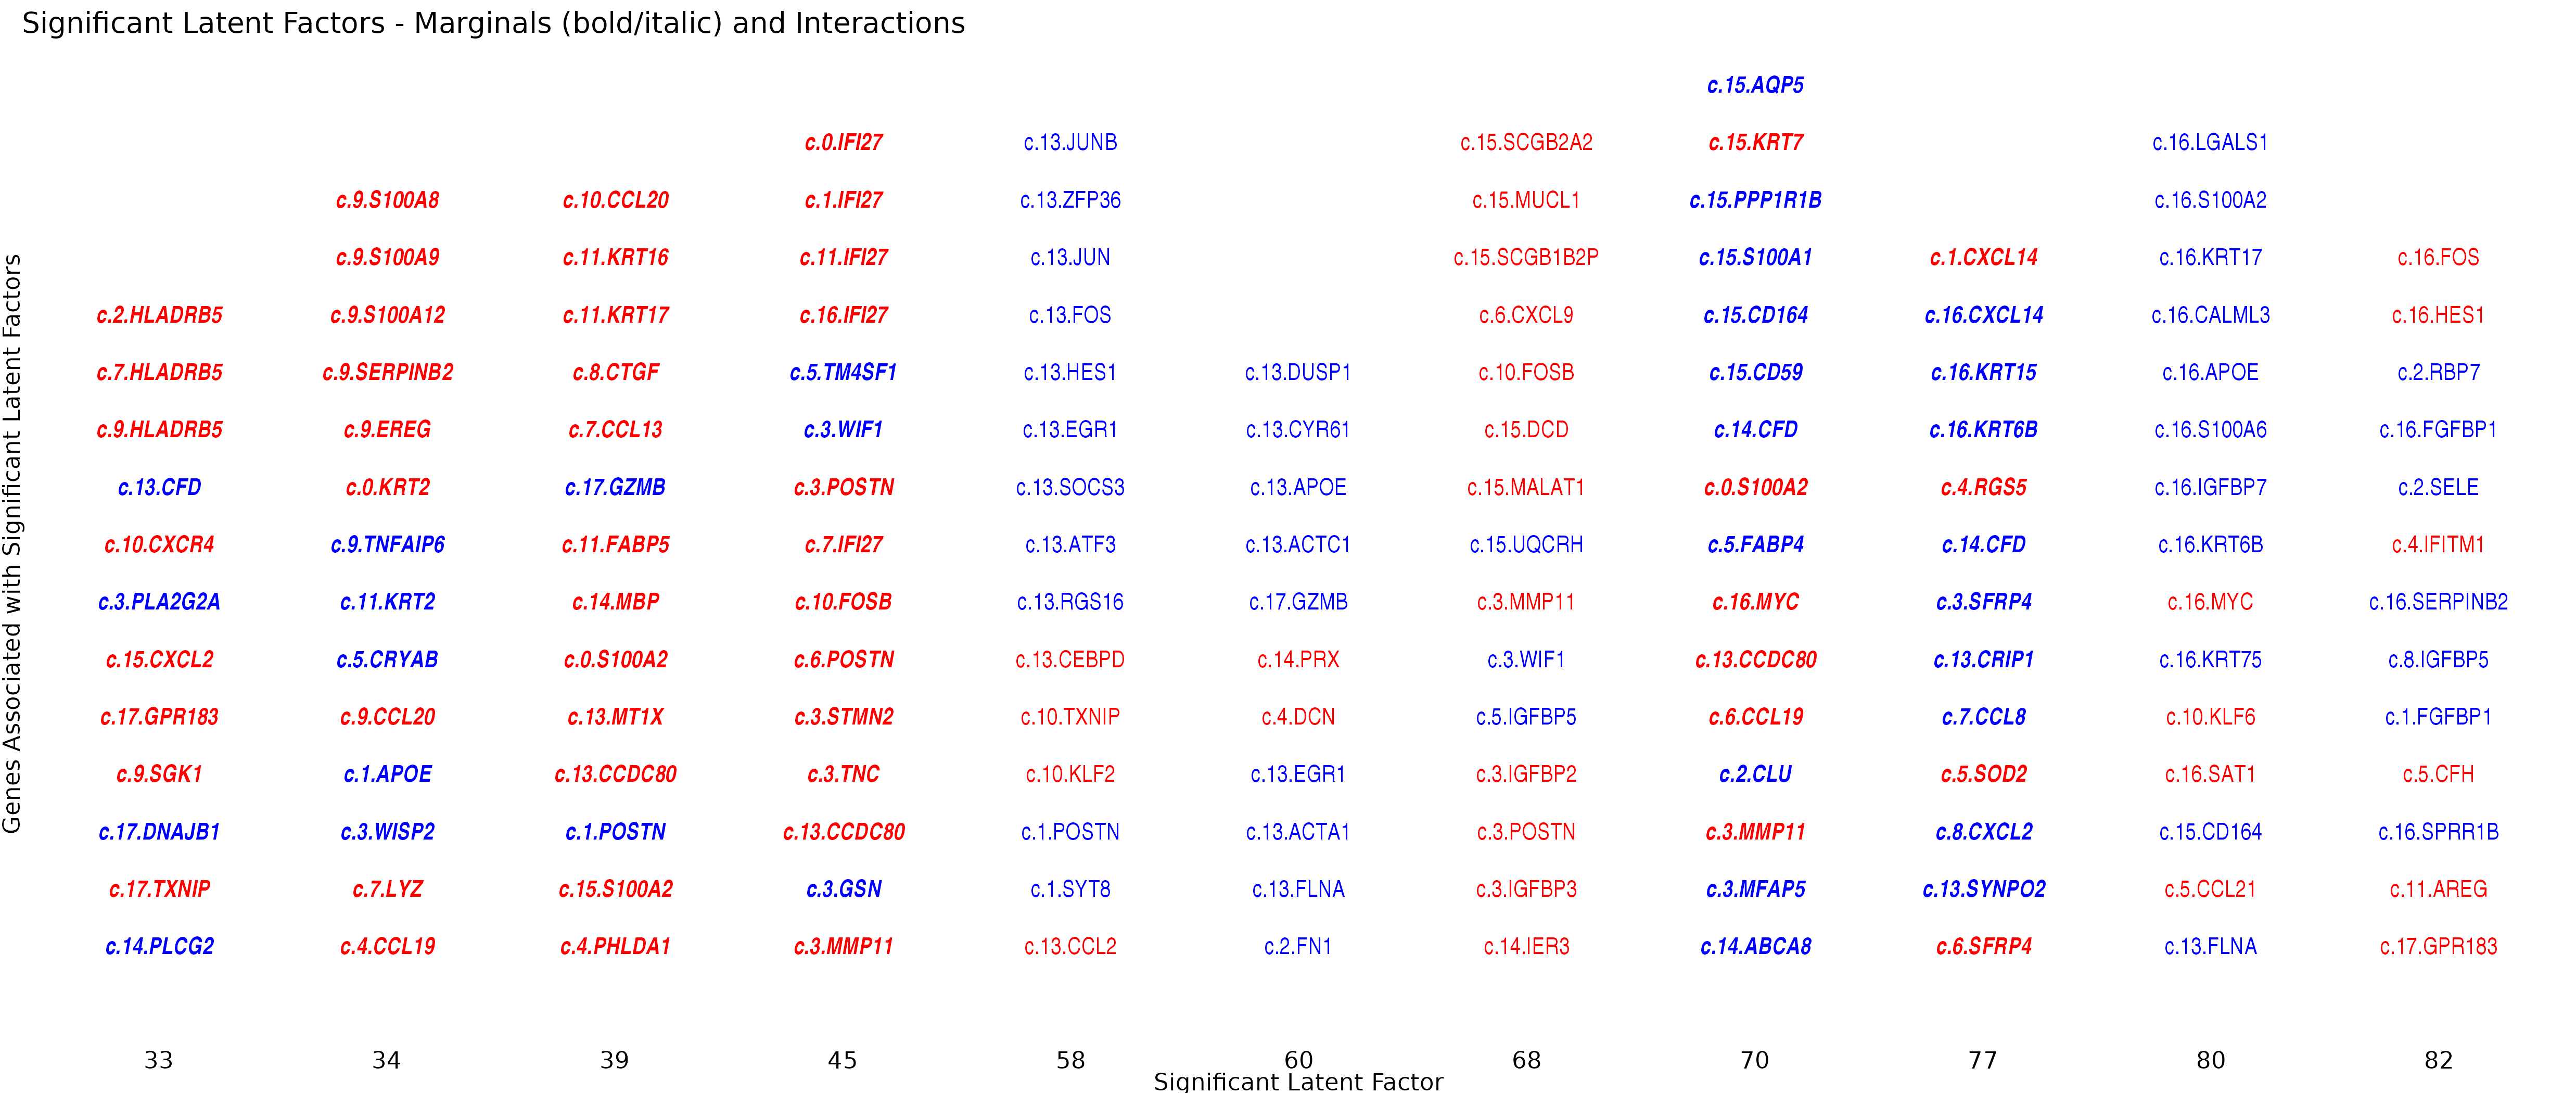 Significant Latent Factors - Marginals (bold/italic) and Interactions
c.15.AQP5
c.0.IFI27 c.13.JUNB c.15.SCGB2A2 c.15.KRT7 c.16.LGALS1
c.9.S100A8 c.10.CCL20 c.1.IFI27 c.13.ZFP36 c.15.MUCL1 c.15.PPP1R1B c.16.S100A2
c.9.S100A9 c.11.KRT16 c.11.IFI27 c.13.JUN c.15.SCGB1B2P c.15.S100A1 c.1.CXCL14 c.16.KRT17 c.16.FOS
c.2.HLADRB5 c.9.S100A12 c.11.KRT17 c.16.IFI27 c.13.FOS c.6.CXCL9 c.15.CD164 c.16.CXCL14 c.16.CALML3 c.16.HES1
c.7.HLADRB5 c.9.SERPINB2 c.8.CTGF c.5.TM4SF1 c.13.HES1 c.13.DUSP1 c.10.FOSB c.15.CD59 c.16.KRT15 c.16.APOE c.2.RBP7
c.9.HLADRB5 c.9.EREG c.7.CCL13 c.3.WIF1 c.13.EGR1 c.13.CYR61 c.15.DCD c.14.CFD c.16.KRT6B c.16.S100A6 c.16.FGFBP1
c.13.CFD c.0.KRT2 c.17.GZMB c.3.POSTN c.13.SOCS3 c.13.APOE c.15.MALAT1 c.0.S100A2 c.4.RGS5 c.16.IGFBP7 c.2.SELE
c.10.CXCR4 c.9.TNFAIP6 c.11.FABP5 c.7.IFI27 c.13.ATF3 c.13.ACTC1 c.15.UQCRH c.5.FABP4 c.14.CFD c.16.KRT6B c.4.IFITM1
c.3.PLA2G2A c.11.KRT2 c.14.MBP c.10.FOSB c.13.RGS16 c.17.GZMB c.3.MMP11 c.16.MYC c.3.SFRP4 c.16.MYC c.16.SERPINB2
c.15.CXCL2 c.5.CRYAB c.0.S100A2 c.6.POSTN c.13.CEBPD c.14.PRX c.3.WIF1 c.13.CCDC80 c.13.CRIP1 c.16.KRT75 c.8.IGFBP5
c.17.GPR183 c.9.CCL20 c.13.MT1X c.3.STMN2 c.10.TXNIP c.4.DCN c.5.IGFBP5 c.6.CCL19 c.7.CCL8 c.10.KLF6 c.1.FGFBP1
c.9.SGK1 c.1.APOE c.13.CCDC80 c.3.TNC c.10.KLF2 c.13.EGR1 c.3.IGFBP2 c.2.CLU c.5.SOD2 c.16.SAT1 c.5.CFH
c.17.DNAJB1 c.3.WISP2 c.1.POSTN c.13.CCDC80 c.1.POSTN c.13.ACTA1 c.3.POSTN c.3.MMP11 c.8.CXCL2 c.15.CD164 c.16.SPRR1B
c.17.TXNIP c.7.LYZ c.15.S100A2 c.3.GSN c.1.SYT8 c.13.FLNA c.3.IGFBP3 c.3.MFAP5 c.13.SYNPO2 c.5.CCL21 c.11.AREG
c.14.PLCG2 c.4.CCL19 c.4.PHLDA1 c.3.MMP11 c.13.CCL2 c.2.FN1 c.14.IER3 c.14.ABCA8 c.6.SFRP4 c.13.FLNA c.17.GPR183
33 34 39 45 58 60 68 70 77 80 82
Significant Latent Factor
Genes Associated with Significant Latent Factors